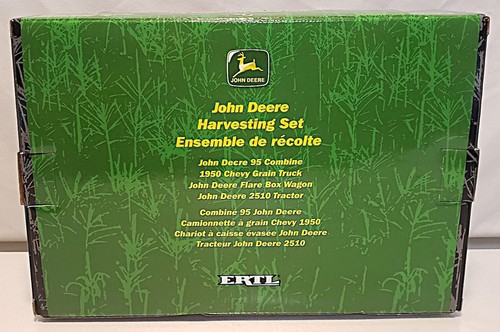 JOHN DEERE
John Deere
Harvesting Set
Ensemble de récolte
John Deere 95 Combine
1950 Chevy Grain Truck
John Deere Flare Box Wagon
John Deere 2510 Tractor
Combiné 95 John Deere
Camionnette à grain Chevy 1950
Chariot à caisse évasée John Deere
Tracteur John Deere 2510
ERTL